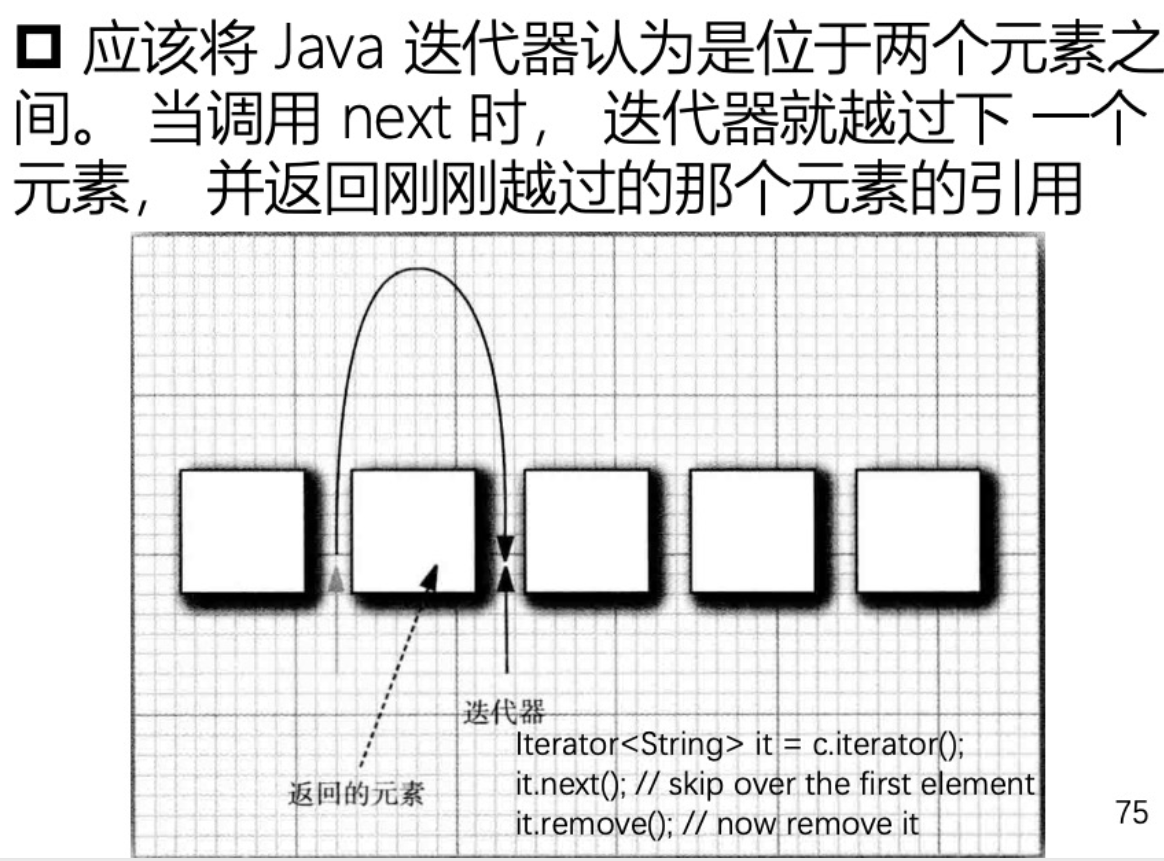 应该将 Java 迭代器认为是位于两个元素之
间。 当调用 next 时， 迭代器就越过下 一个
元素， 并返回刚刚越过的那个元素的引用
迭代器
Iterator<String> it = c.iterator();
返回的元素
it.next(); // skip over the first element
it.remove(); // now remove it
75